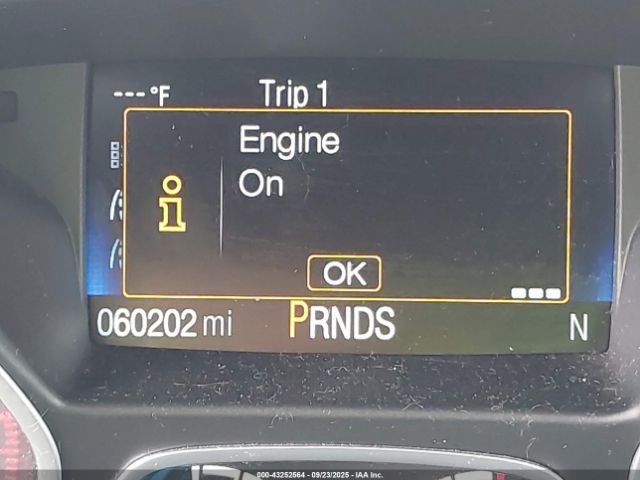 ---°F Trip 1
Engine
On
i
OK
060202 mi PRNDS N
000-43252564 - 09/23/2025 - IAA Inc.